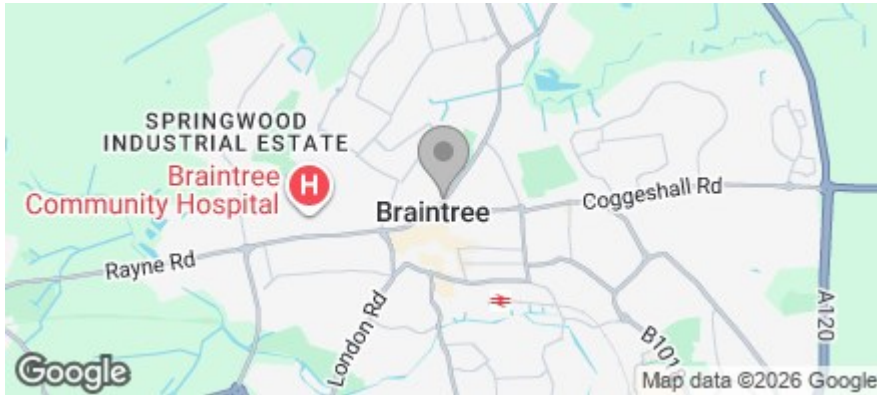 SPRINGWOOD
INDUSTRIAL ESTATE
Braintree
Community Hospital
H
Braintree
Coggeshall Rd
Rayne Rd
London Rd
A120
B101
Google
Map data ©2026 Google